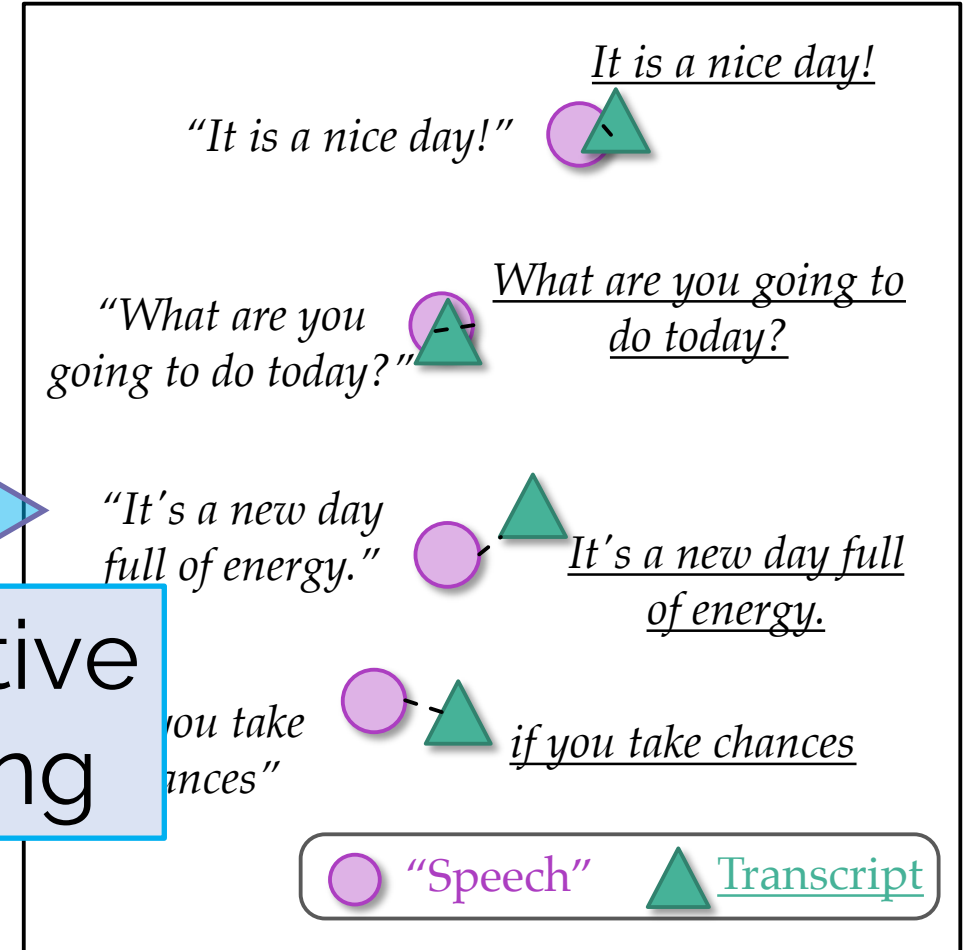 It is a nice day!
“It is a nice day!”
What are you going to
do today?
“What are you
going to do today?”
“It's a new day
full of energy.”
It's a new day full
of energy.
you take
if you take chances
“Speech”
Transcript